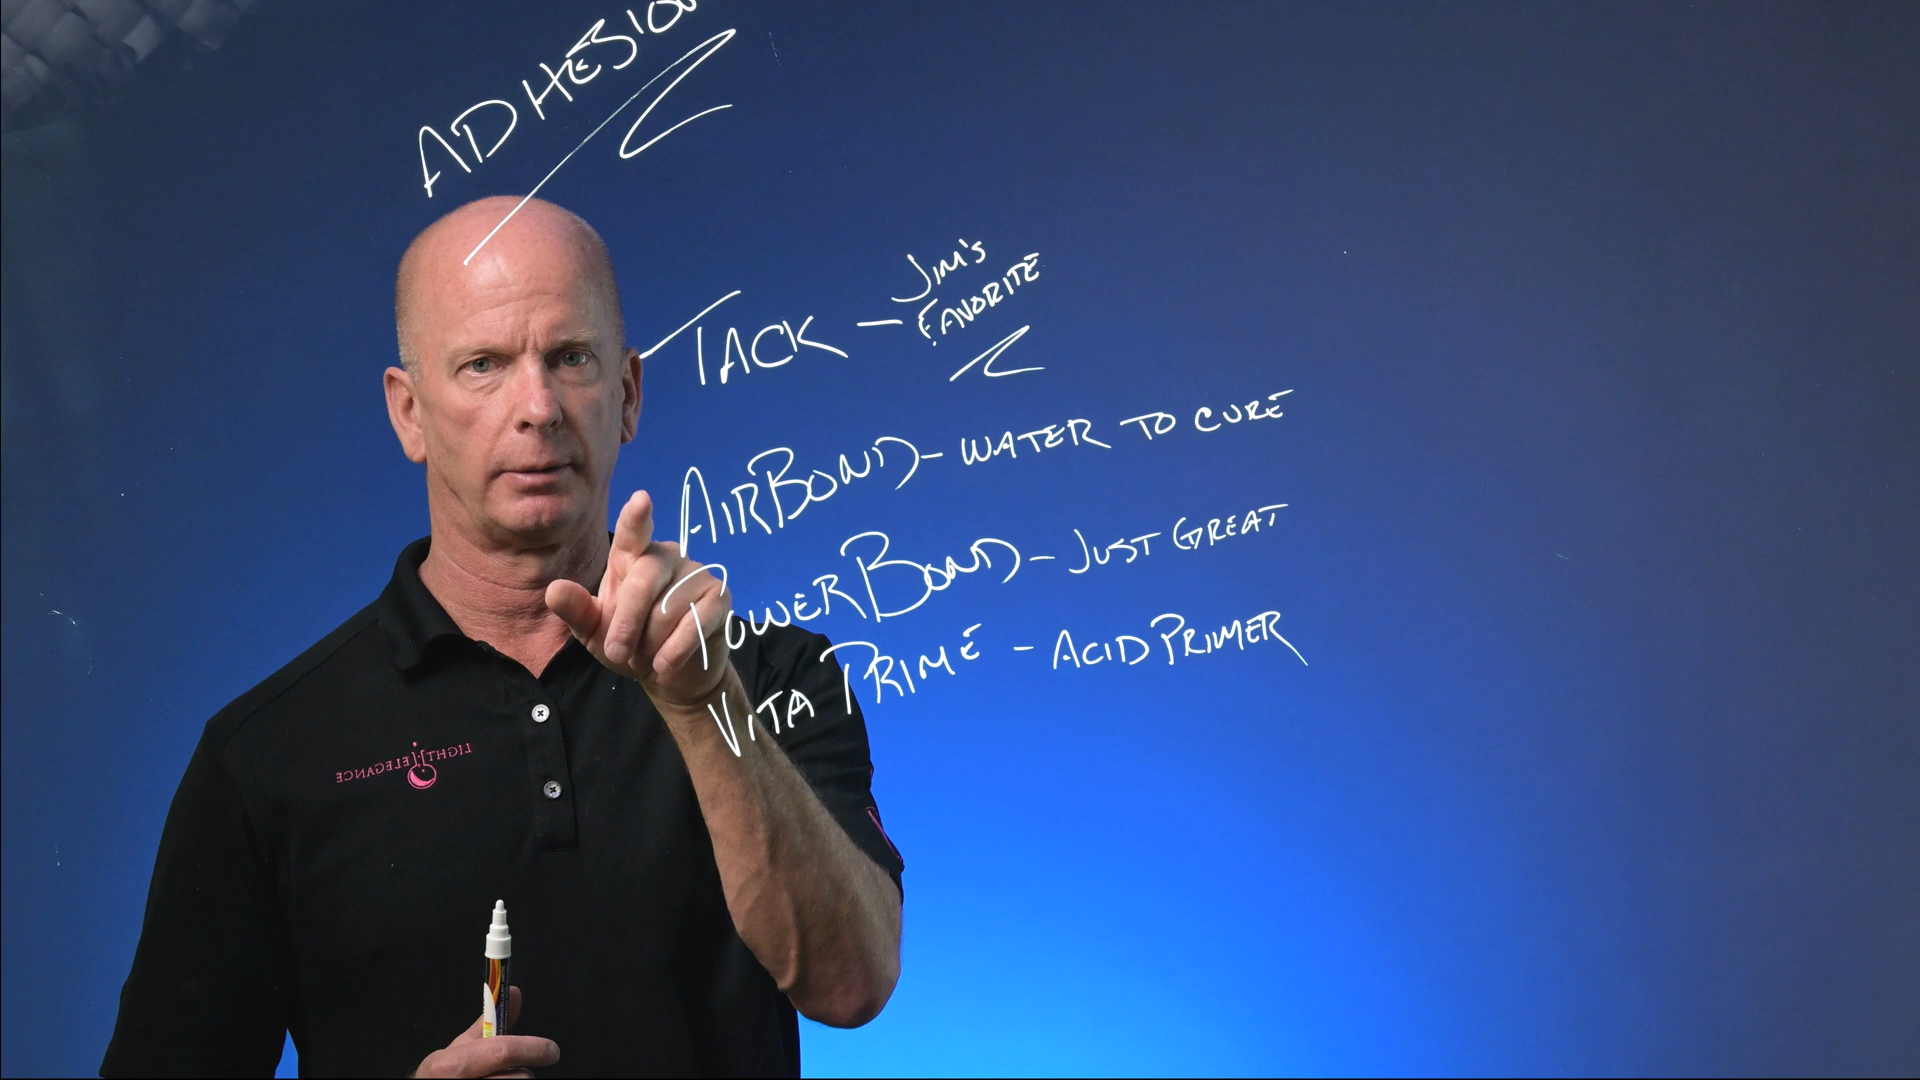 ADHESION
TACK - JIM'S
FAVORITE
AIRBOND - WATER TO CURE
POWERBOND - JUST GREAT
VITA PRIME - ACID PRIMER
LIGHT ELEGANCE